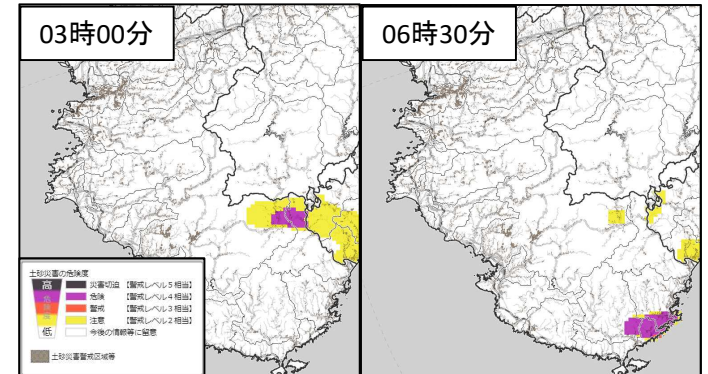 03時00分
06時30分
土砂災害の危険度
高
危険度
低
災害切迫 【警戒レベル5相当】
危険 【警戒レベル4相当】
警戒 【警戒レベル3相当】
注意 【警戒レベル2相当】
今後の情報等に留意
土砂災害警戒区域等